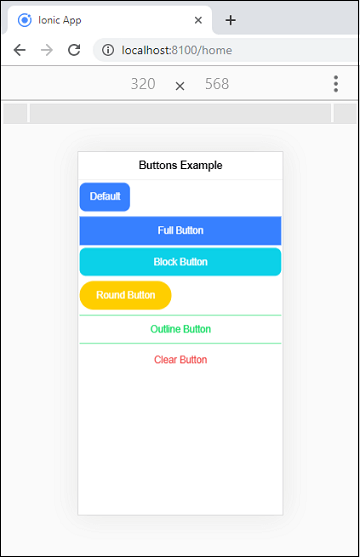 Ionic App
localhost:8100/home
320 × 568
Buttons Example
Default
Full Button
Block Button
Round Button
Outline Button
Clear Button